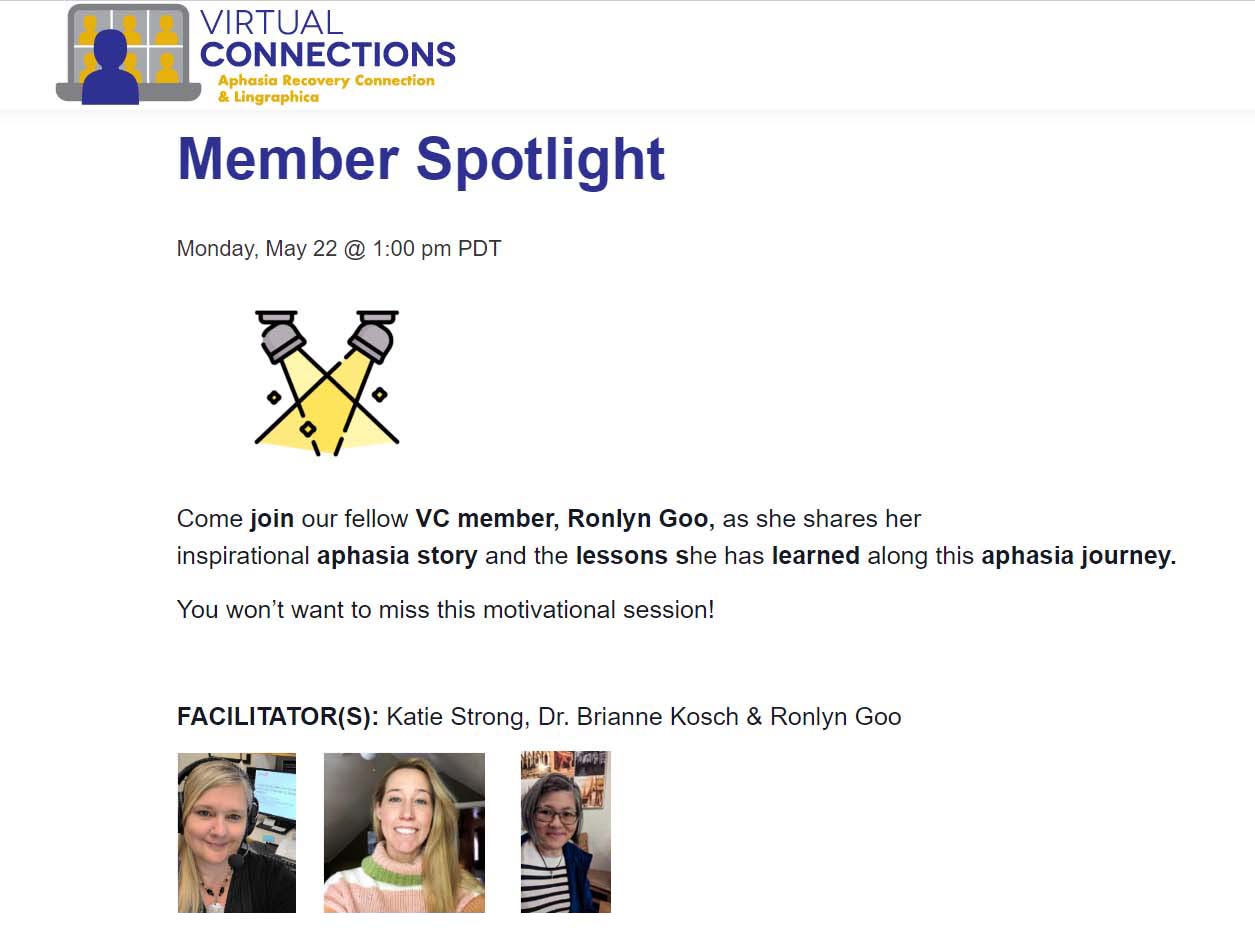 VIRTUAL
CONNECTIONS
Aphasia Recovery Connection
& Lingraphica
Member Spotlight
Monday, May 22 @ 1:00 pm PDT
Come join our fellow VC member, Ronlyn Goo, as she shares her
inspirational aphasia story and the lessons she has learned along this aphasia journey.
You won’t want to miss this motivational session!
FACILITATOR(S): Katie Strong, Dr. Brianne Kosch & Ronlyn Goo